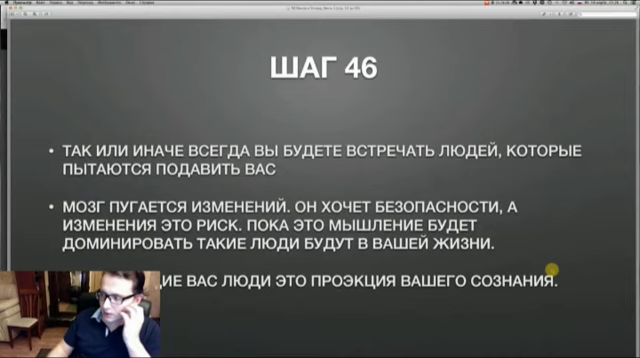 ШАГ 46
• ТАК ИЛИ ИНАЧЕ ВСЕГДА ВЫ БУДЕТЕ ВСТРЕЧАТЬ ЛЮДЕЙ, КОТОРЫЕ
ПЫТАЮТСЯ ПОДАВИТЬ ВАС
• МОЗГ ПУГАЕТСЯ ИЗМЕНЕНИЙ. ОН ХОЧЕТ БЕЗОПАСНОСТИ, А
ИЗМЕНЕНИЯ ЭТО РИСК. ПОКА ЭТО МЫШЛЕНИЕ БУДЕТ
ДОМИНИРОВАТЬ ТАКИЕ ЛЮДИ БУДУТ В ВАШЕЙ ЖИЗНИ.
ВАС ЛЮДИ ЭТО ПРОЭКЦИЯ ВАШЕГО СОЗНАНИЯ.